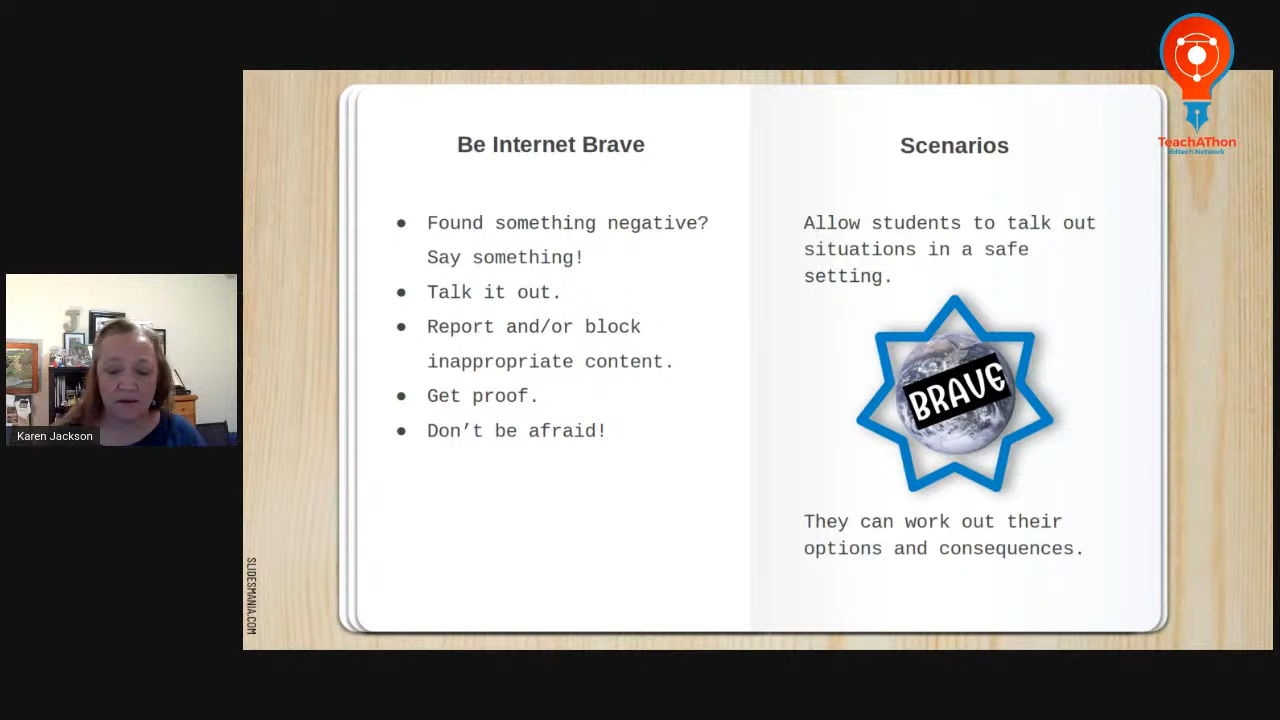 TeachAThon
Edtech Network
Be Internet Brave
● Found something negative?
Say something!
● Talk it out.
● Report and/or block
inappropriate content.
● Get proof.
● Don’t be afraid!
Scenarios
Allow students to talk out
situations in a safe
setting.
BRAVE
They can work out their
options and consequences.
Karen Jackson
SLIDESMANIA.COM